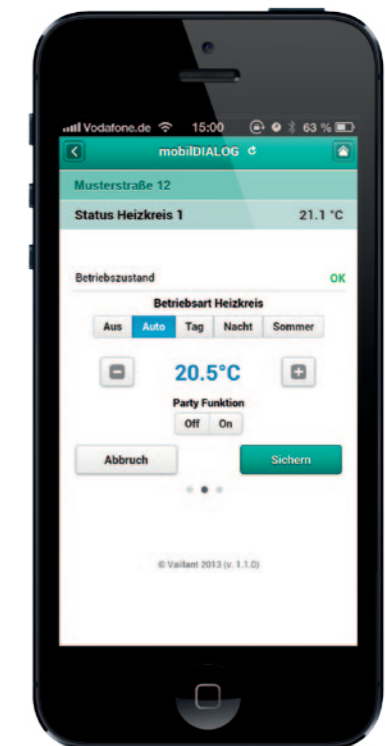 Vodafone.de 15:00 63 %
mobilDIALOG
Musterstraße 12
Status Heizkreis 1 21.1 °C
Betriebszustand OK
Betriebsart Heizkreis
Aus Auto Tag Nacht Sommer
20.5°C
Party Funktion
Off On
Abbruch Sichern
© Vaillant 2013 (v. 1.1.0)